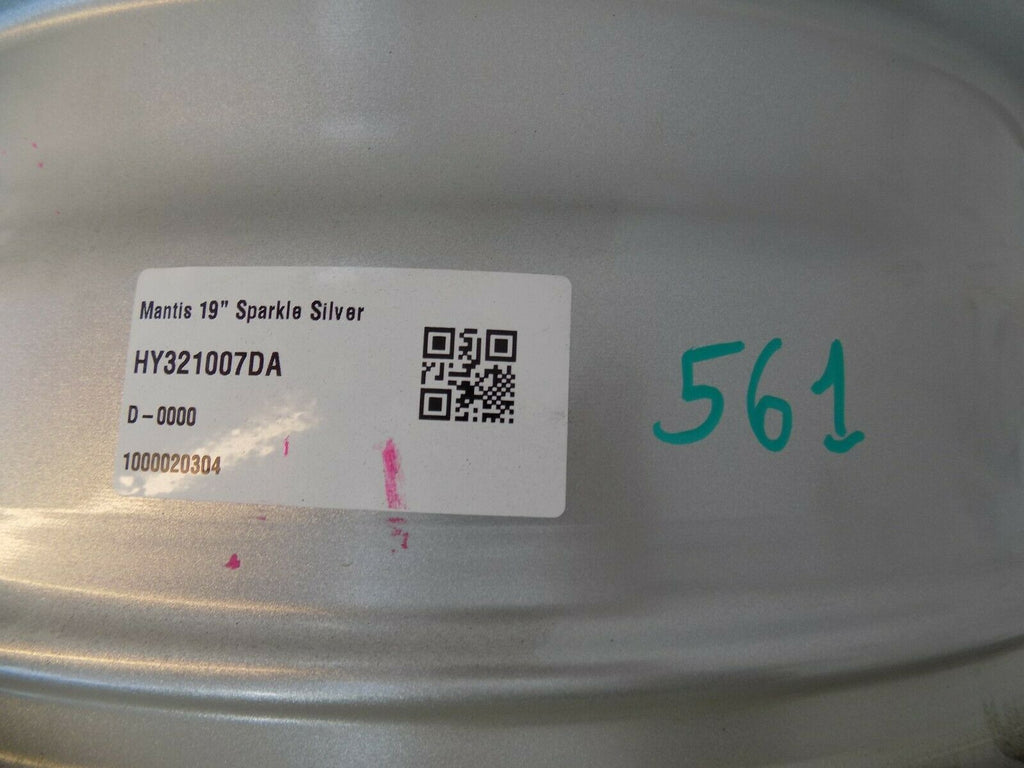 Mantis 19" Sparkle Silver
HY321007DA
D-0000
1000020304
561